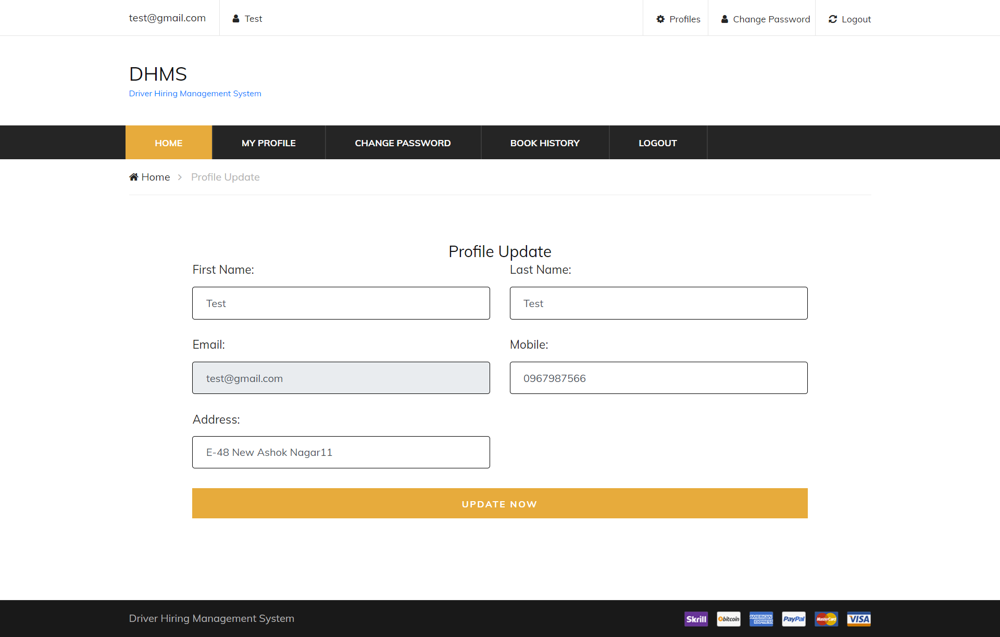 test@gmail.com
Test
Profiles
Change Password
Logout
DHMS
Driver Hiring Management System
HOME
MY PROFILE
CHANGE PASSWORD
BOOK HISTORY
LOGOUT
Home
Profile Update
Profile Update
First Name:
Last Name:
Test
Test
Email:
Mobile:
test@gmail.com
0967987566
Address:
E-48 New Ashok Nagar11
UPDATE NOW
Driver Hiring Management System
Skrill
bitcoin
AMERICAN EXPRESS
PayPal
MasterCard
VISA